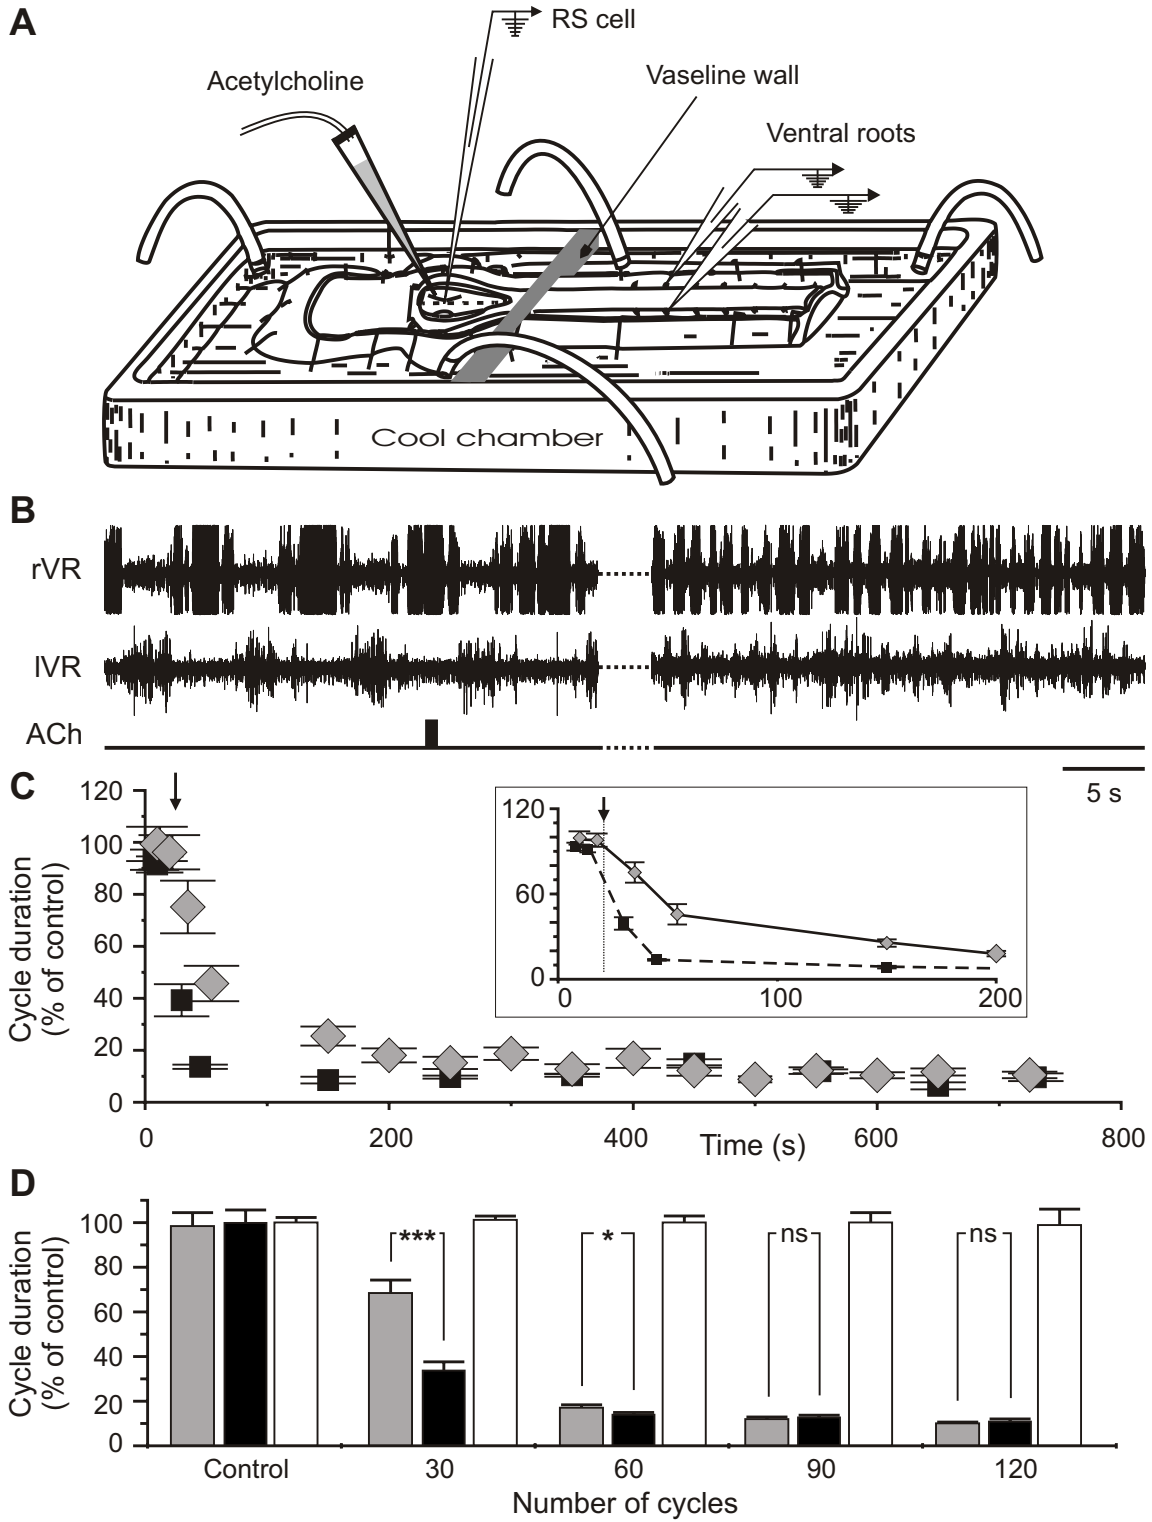 A
RS cell
Acetylcholine
Vaseline wall
Ventral roots
Cool chamber
B
rVR
lVR
ACh
5 s
C
Cycle duration
(% of control)
120
100
80
60
40
20
0
0
200
400
600
800
Time (s)
120
60
0
0
100
200
D
Cycle duration
(% of control)
100
80
60
40
20
0
***
*
ns
ns
Control
30
60
90
120
Number of cycles